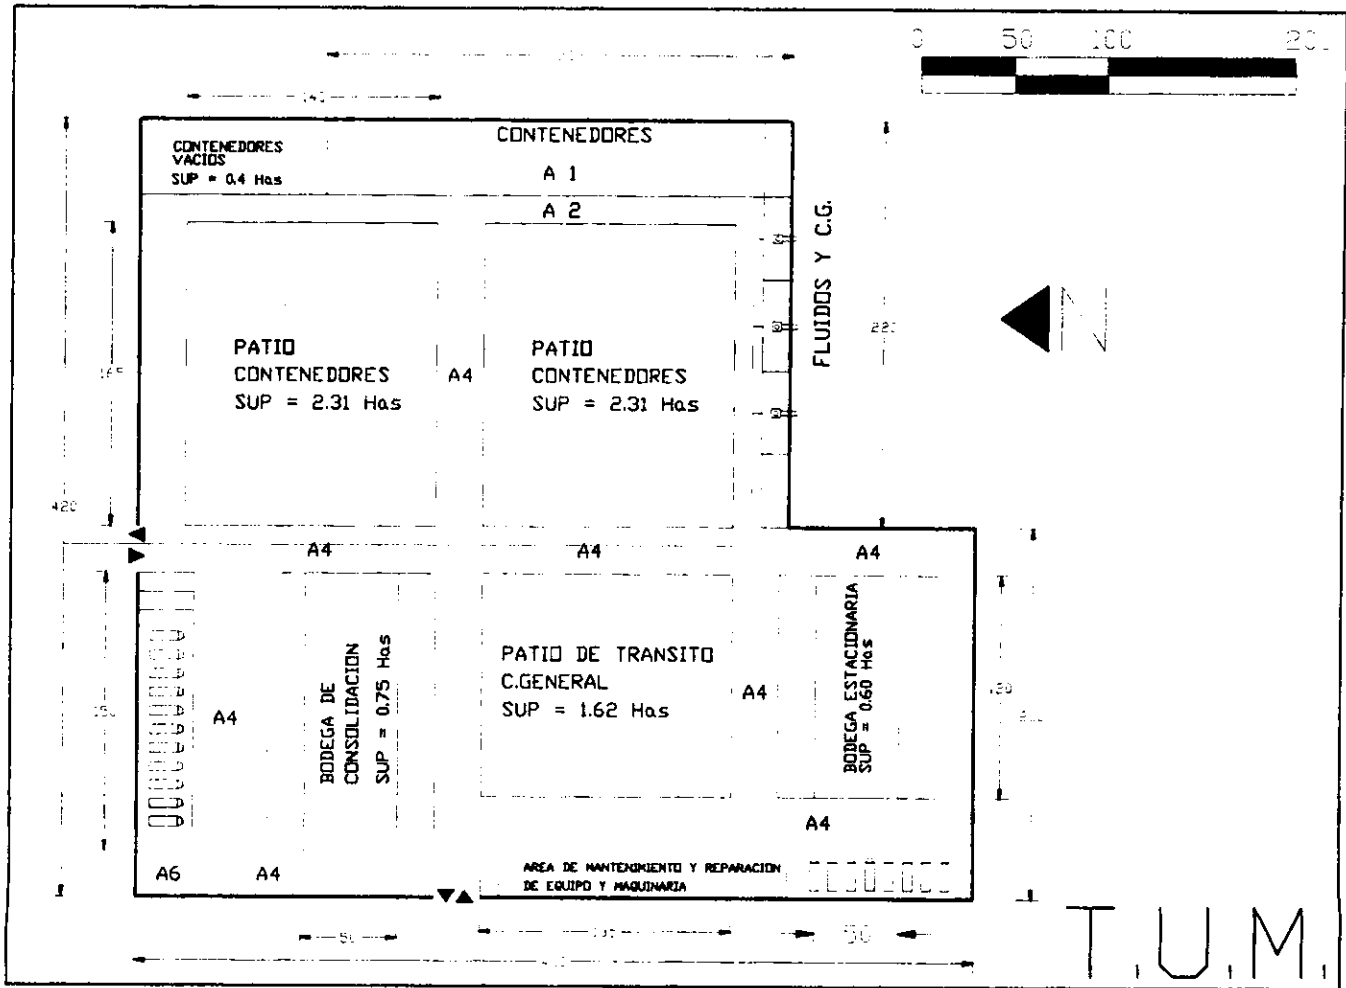 0 50 100
140
CONTENEDORES
CONTENEDORES
VACIOS
SUP = 0.4 Has
A 1
A 2
FLUIDOS Y C.G.
N
PATIO
CONTENEDORES
SUP = 2.31 Has
A4
PATIO
CONTENEDORES
SUP = 2.31 Has
165
420
A4
A4
A4
BODEGA DE
CONSOLIDACION
SUP = 0.75 Has
PATIO DE TRANSITO
C.GENERAL
SUP = 1.62 Has
BODEGA ESTACIONARIA
SUP = 0.60 Has
A4
A4
A4
A6
A4
AREA DE MANTENIMIENTO Y REPARACION
DE EQUIPO Y MAQUINARIA
50
T.U.M.